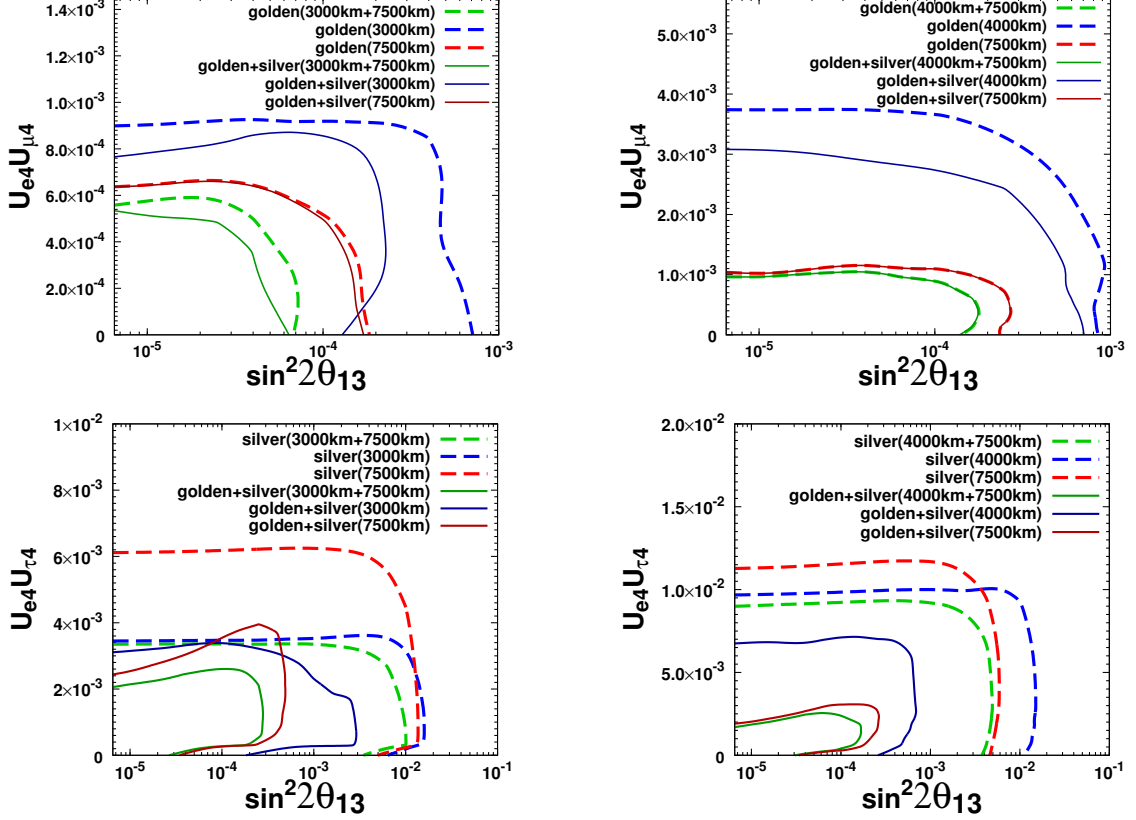 1.4×10⁻³
1.2×10⁻³
1.0×10⁻³
8.0×10⁻⁴
6.0×10⁻⁴
4.0×10⁻⁴
2.0×10⁻⁴
0
U_e4U_μ4
golden(3000km+7500km)
golden(3000km)
golden(7500km)
golden+silver(3000km+7500km)
golden+silver(3000km)
golden+silver(7500km)
10⁻⁵ 10⁻⁴ 10⁻³
sin²2θ₁₃
5.0×10⁻³
4.0×10⁻³
3.0×10⁻³
2.0×10⁻³
1.0×10⁻³
0
U_e4U_μ4
golden(4000km+7500km)
golden(4000km)
golden(7500km)
golden+silver(4000km+7500km)
golden+silver(4000km)
golden+silver(7500km)
10⁻⁵ 10⁻⁴ 10⁻³
sin²2θ₁₃
1×10⁻²
8×10⁻³
6×10⁻³
4×10⁻³
2×10⁻³
0
U_e4U_τ4
silver(3000km+7500km)
silver(3000km)
silver(7500km)
golden+silver(3000km+7500km)
golden+silver(3000km)
golden+silver(7500km)
10⁻⁵ 10⁻⁴ 10⁻³ 10⁻² 10⁻¹
sin²2θ₁₃
2.0×10⁻²
1.5×10⁻²
1.0×10⁻²
5.0×10⁻³
0
U_e4U_τ4
silver(4000km+7500km)
silver(4000km)
silver(7500km)
golden+silver(4000km+7500km)
golden+silver(4000km)
golden+silver(7500km)
10⁻⁵ 10⁻⁴ 10⁻³ 10⁻² 10⁻¹
sin²2θ₁₃